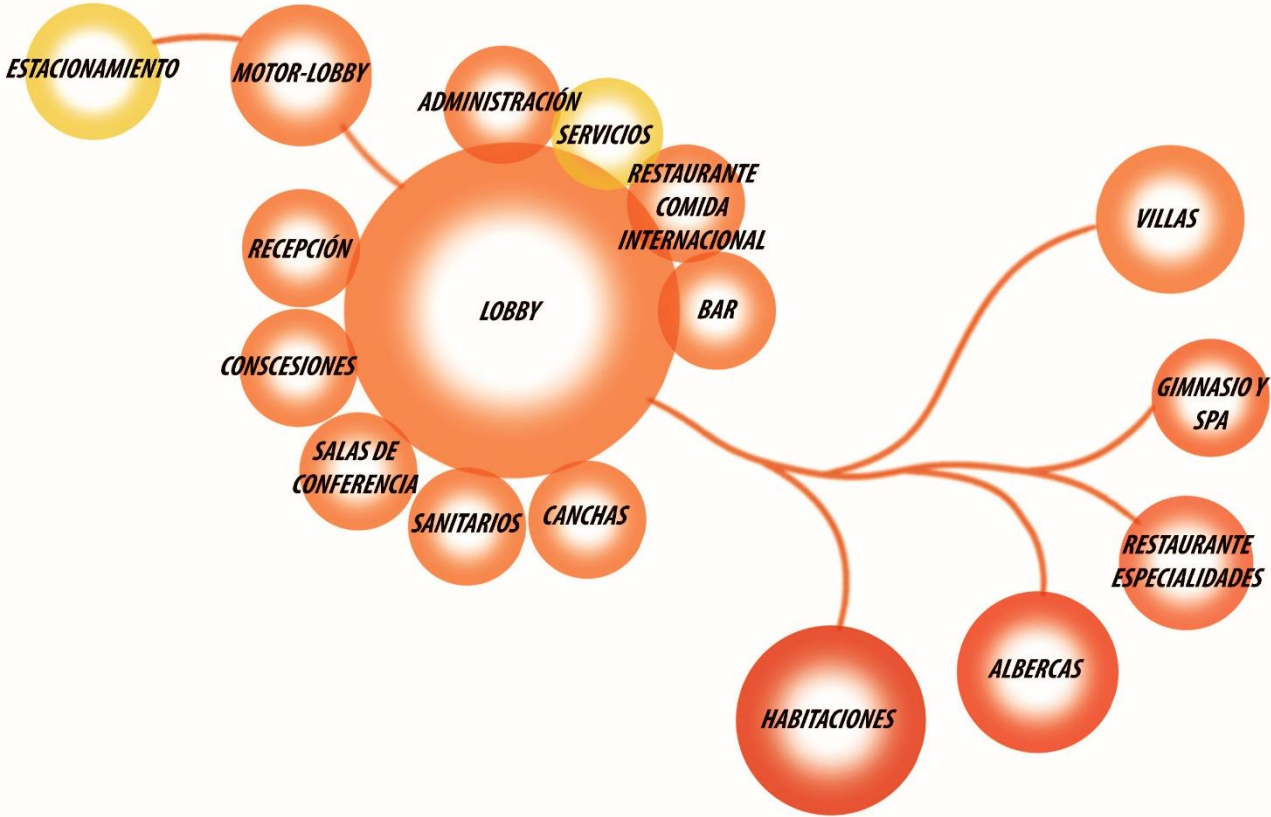 ESTACIONAMIENTO
MOTOR-LOBBY
ADMINISTRACIÓN
SERVICIOS
RESTAURANTE
COMIDA
INTERNACIONAL
VILLAS
RECEPCIÓN
LOBBY
BAR
CONSCESIONES
GIMNASIO Y
SPA
SALAS DE
CONFERENCIA
SANITARIOS
CANCHAS
RESTAURANTE
ESPECIALIDADES
ALBERCAS
HABITACIONES